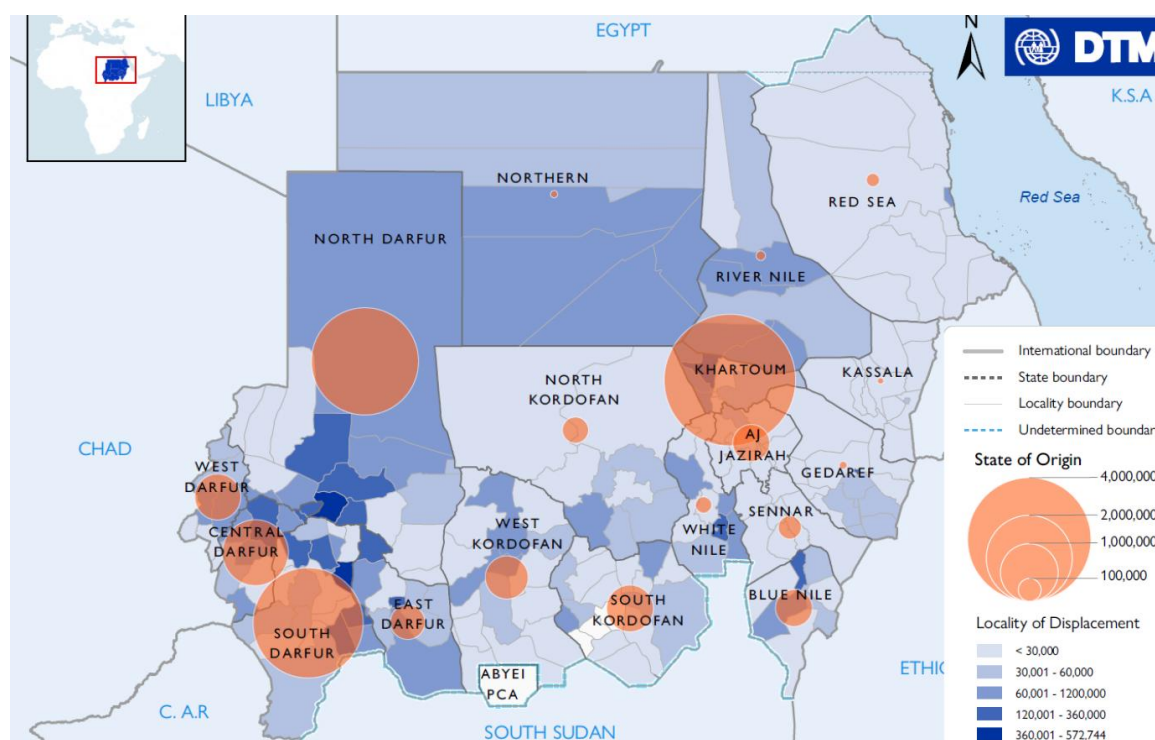 N
DTM
EGYPT
LIBYA
K.S.A
NORTHERN
RED SEA
Red Sea
NORTH DARFUR
RIVER NILE
KHARTOUM
KASSALA
NORTH
KORDOFAN
AJ
JAZIRAH
CHAD
WEST
DARFUR
GEDAREF
CENTRAL
DARFUR
WEST
KORDOFAN
WHITE
NILE
SENNAR
EAST
DARFUR
SOUTH
DARFUR
SOUTH
KORDOFAN
BLUE NILE
ABYEI
PCA
C. A.R
SOUTH SUDAN
ETHIC
International boundary
State boundary
Locality boundary
Undetermined boundar
State of Origin
4,000,000
2,000,000
1,000,000
100,000
Locality of Displacement
< 30,000
30,001 - 60,000
60,001 - 1200,000
120,001 - 360,000
360,001 - 572,744